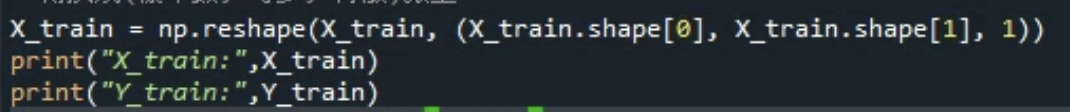 X_train = np.reshape(X_train, (X_train.shape[0], X_train.shape[1], 1))
print("X_train:",X_train)
print("Y_train:",Y_train)